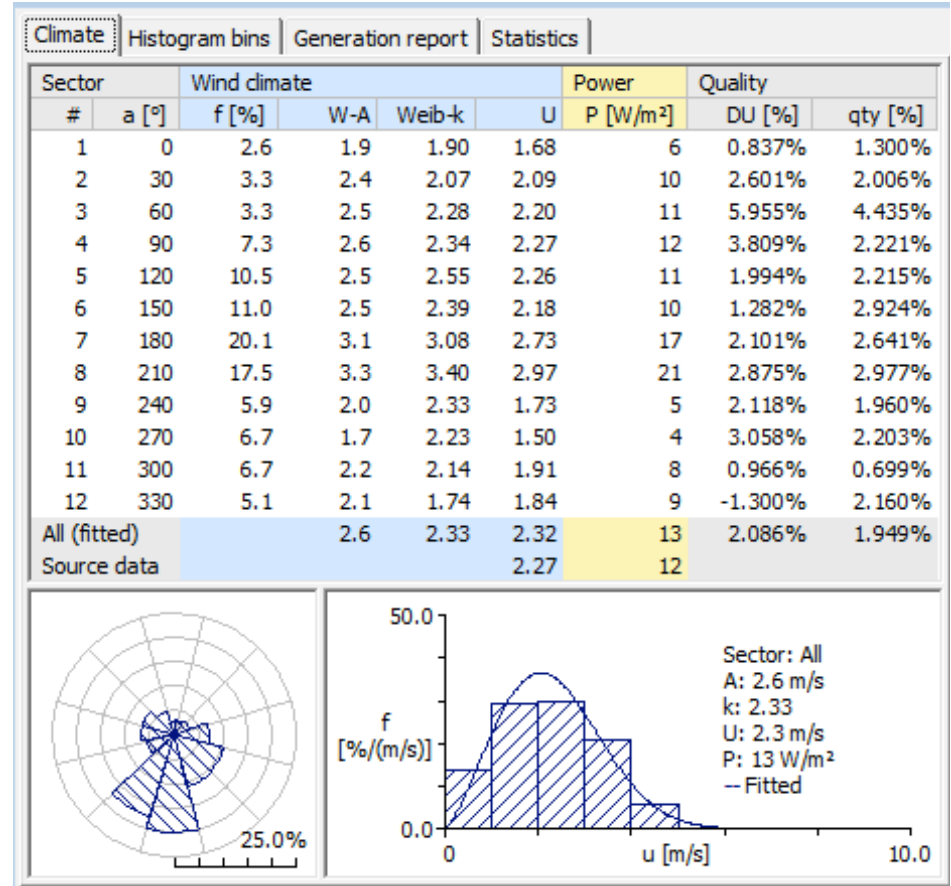 Climate Histogram bins Generation report Statistics
Sector Wind climate Power Quality
# a [º] f [%] W-A Weib-k U P [W/m²] DU [%] qty [%]
1 0 2.6 1.9 1.90 1.68 6 0.837% 1.300%
2 30 3.3 2.4 2.07 2.09 10 2.601% 2.006%
3 60 3.3 2.5 2.28 2.20 11 5.955% 4.435%
4 90 7.3 2.6 2.34 2.27 12 3.809% 2.221%
5 120 10.5 2.5 2.55 2.26 11 1.994% 2.215%
6 150 11.0 2.5 2.39 2.18 10 1.282% 2.924%
7 180 20.1 3.1 3.08 2.73 17 2.101% 2.641%
8 210 17.5 3.3 3.40 2.97 21 2.875% 2.977%
9 240 5.9 2.0 2.33 1.73 5 2.118% 1.960%
10 270 6.7 1.7 2.23 1.50 4 3.058% 2.203%
11 300 6.7 2.2 2.14 1.91 8 0.966% 0.699%
12 330 5.1 2.1 1.74 1.84 9 -1.300% 2.160%
All (fitted) 2.6 2.33 2.32 13 2.086% 1.949%
Source data 2.27 12
25.0%
50.0
f
[%/(m/s)]
0.0
0 u [m/s] 10.0
Sector: All
A: 2.6 m/s
k: 2.33
U: 2.3 m/s
P: 13 W/m²
-- Fitted